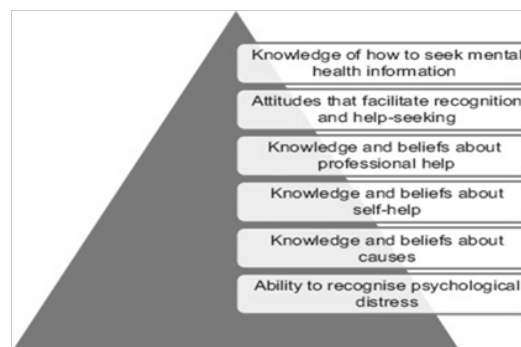 Knowledge of how to seek mental
health information
Attitudes that facilitate recognition
and help-seeking
Knowledge and beliefs about
professional help
Knowledge and beliefs about
self-help
Knowledge and beliefs about
causes
Ability to recognise psychological
distress